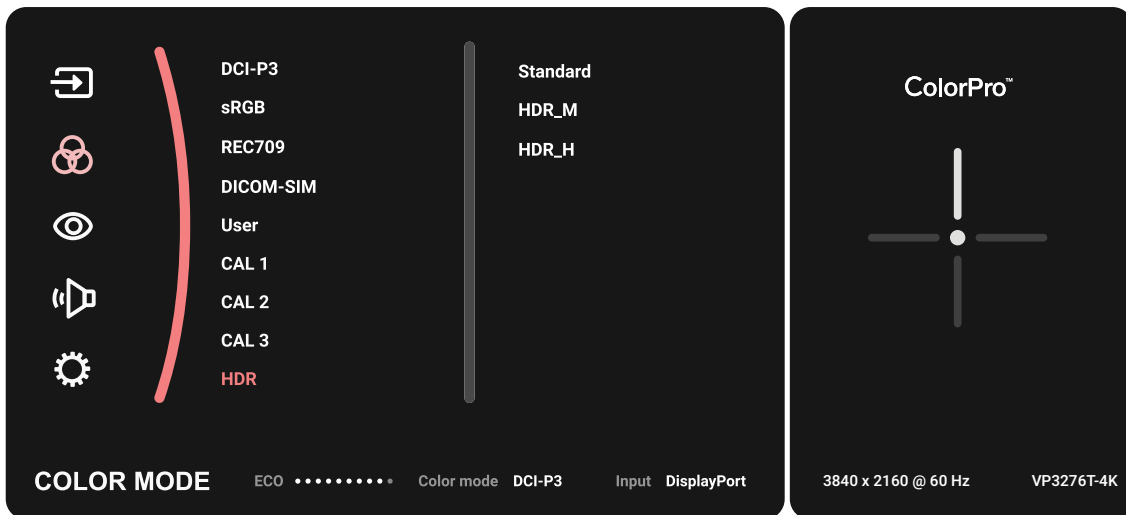 DCI-P3
sRGB
REC709
DICOM-SIM
User
CAL 1
CAL 2
CAL 3
HDR
Standard
HDR_M
HDR_H
COLOR MODE
ECO
Color mode DCI-P3
Input DisplayPort
ColorPro™
3840 x 2160 @ 60 Hz
VP3276T-4K